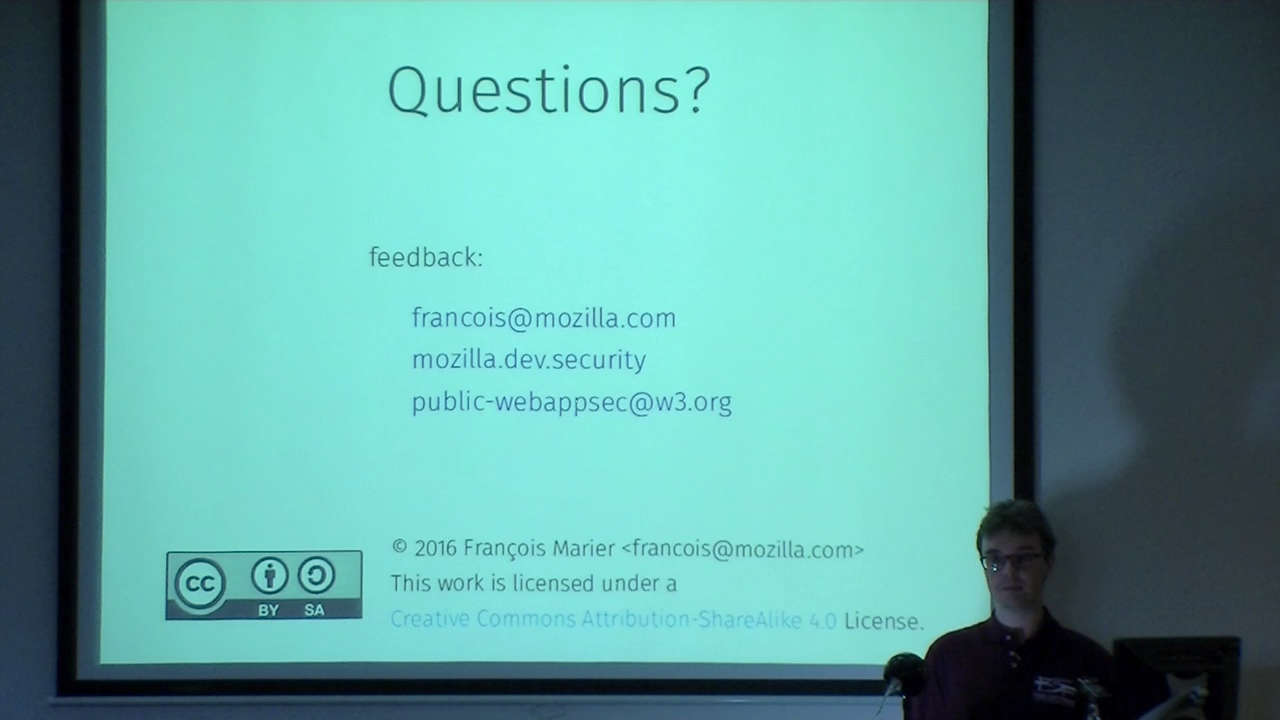 Questions?
feedback:
francois@mozilla.com
mozilla.dev.security
public-webappsec@w3.org
© 2016 François Marier <francois@mozilla.com>
This work is licensed under a
Creative Commons Attribution-ShareAlike 4.0 License.
cc
BY SA